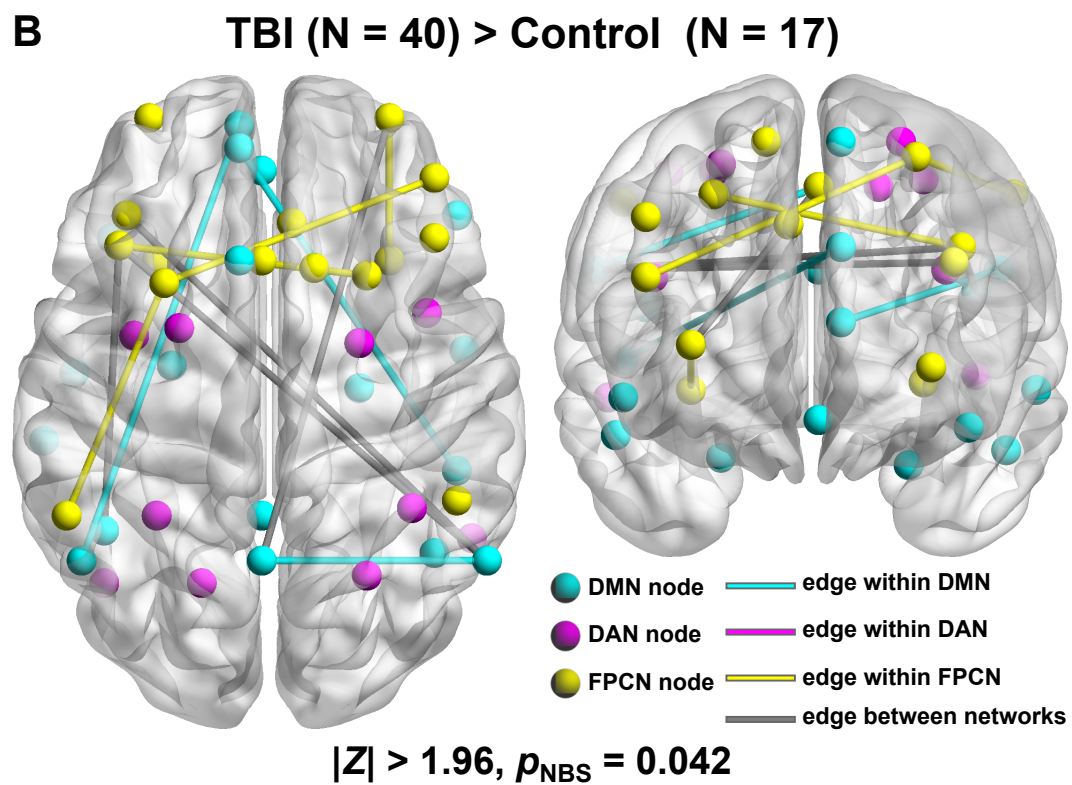 B
TBI (N = 40) > Control (N = 17)
DMN node
edge within DMN
DAN node
edge within DAN
FPCN node
edge within FPCN
edge between networks
|Z| > 1.96, pNBS = 0.042